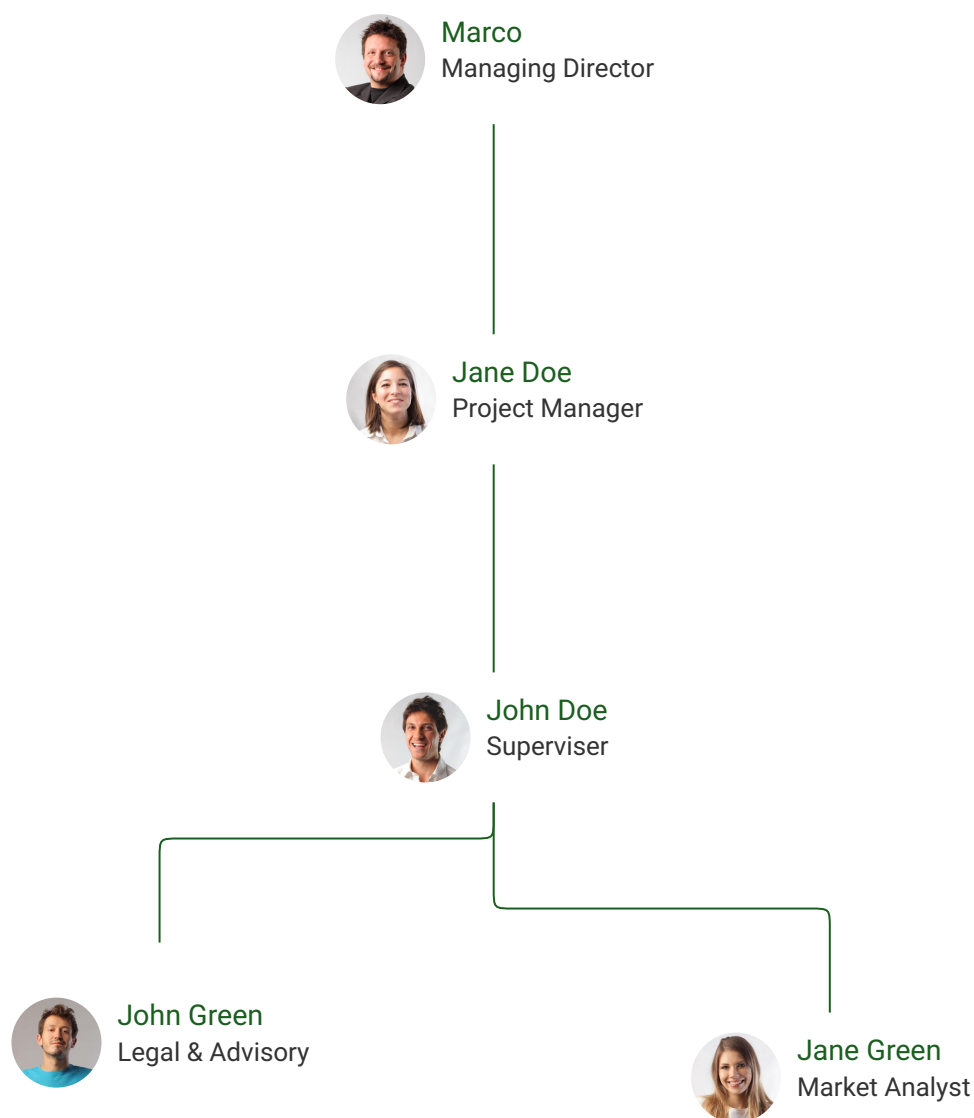 Marco
Managing Director
Jane Doe
Project Manager
John Doe
Superviser
John Green
Legal & Advisory
Jane Green
Market Analyst